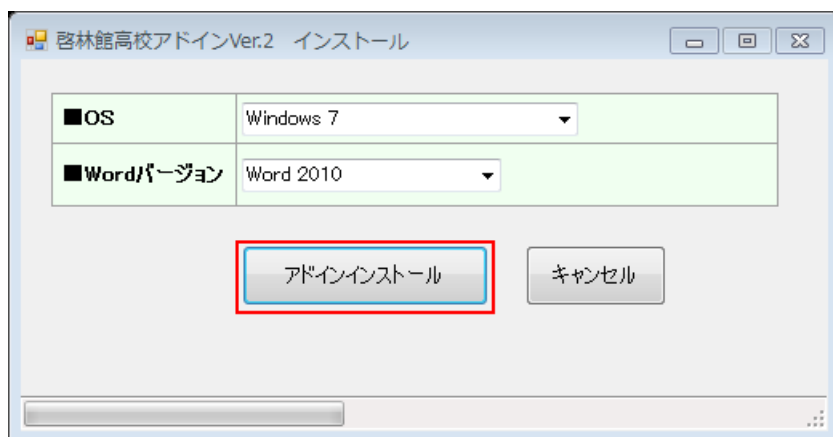 啓林館高校アドインVer.2　インストール
■OS
Windows 7
■Wordバージョン
Word 2010
アドインインストール
キャンセル